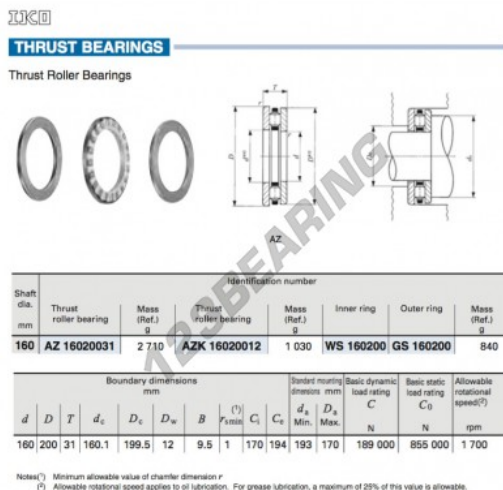 IKO
THRUST BEARINGS
Thrust Roller Bearings
T
r
D
d
AZ
123BEARING
Identification number
Shaft dia. mm
Thrust roller bearing
Mass (Ref.) g
Thrust roller bearing
Mass (Ref.) g
Inner ring
Outer ring
Mass (Ref.) g
160 AZ 16020031 2 710 AZK 16020012 1 030 WS 160200 GS 160200 840
Boundary dimensions mm
Standard mounting dimensions mm
Basic dynamic load rating C N
Basic static load rating C0 N
Allowable rotational speed(2) rpm
d D T dc Dc Dw B rs min(1) Ci Ce da Min. Da Max.
160 200 31 160.1 199.5 12 9.5 1 170 194 193 170 189 000 855 000 1 700
Notes(1) Minimum allowable value of chamfer dimension r
(2) Allowable rotational speed applies to oil lubrication. For grease lubrication, a maximum of 25% of this value is allowable.